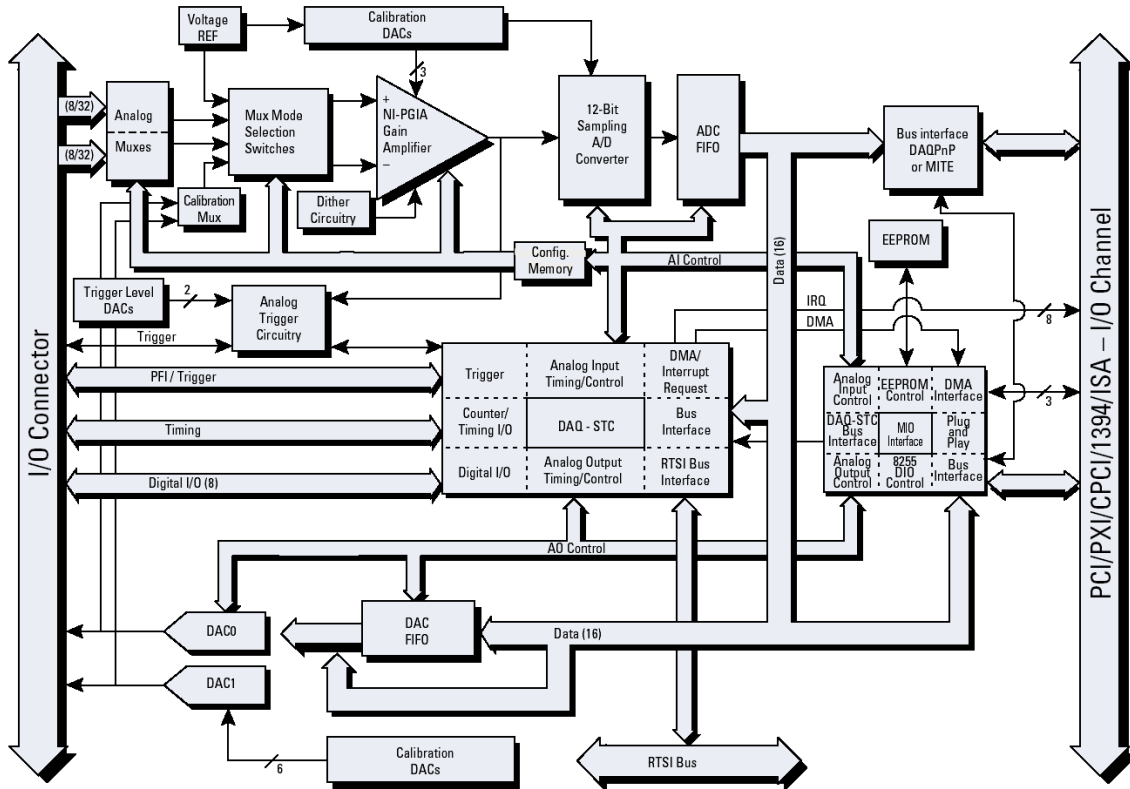 Voltage
REF
Calibration
DACs
3
(8/32)
(8/32)
Analog
Muxes
Mux Mode
Selection
Switches
+
NI-PGIA
Gain
Amplifier
–
12-Bit
Sampling
A/D
Converter
ADC
FIFO
Bus interface
DAQPnP
or MITE
Calibration
Mux
Dither
Circuitry
Config.
Memory
AI Control
Data (16)
EEPROM
Trigger Level
DACs
2
Analog
Trigger
Circuitry
Trigger
IRQ
DMA
8
I/O Connector
PFI / Trigger
Timing
Digital I/O (8)
Trigger
Analog Input
Timing/Control
DMA/
Interrupt
Request
Counter/
Timing I/O
DAQ - STC
Bus
Interface
Digital I/O
Analog Output
Timing/Control
RTSI Bus
Interface
Analog
Input
Control
EEPROM
Control
DMA
Interface
3
DAQ-STC
Bus
Interface
MIO
Interface
Plug
and
Play
Analog
Output
Control
8255
DIO
Control
Bus
Interface
PCI/PXI/CPCI/1394/ISA – I/O Channel
AO Control
DAC0
DAC
FIFO
Data (16)
DAC1
6
Calibration
DACs
RTSI Bus